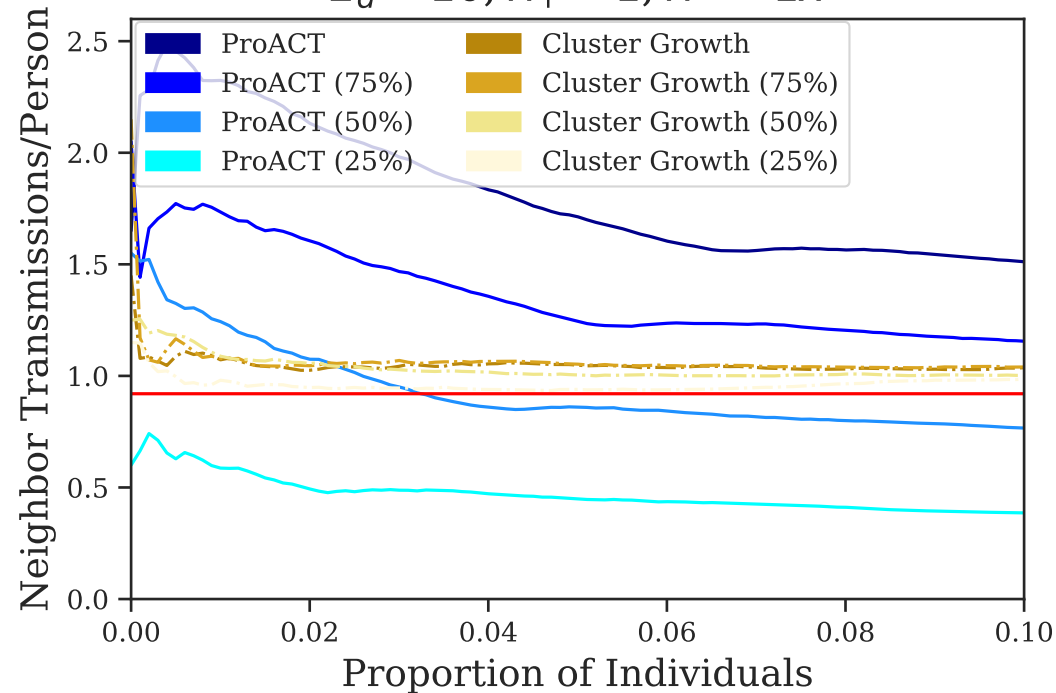 2.5
2.0
1.5
1.0
0.5
0.0
Neighbor Transmissions/Person
ProACT
ProACT (75%)
ProACT (50%)
ProACT (25%)
Cluster Growth
Cluster Growth (75%)
Cluster Growth (50%)
Cluster Growth (25%)
0.00 0.02 0.04 0.06 0.08 0.10
Proportion of Individuals